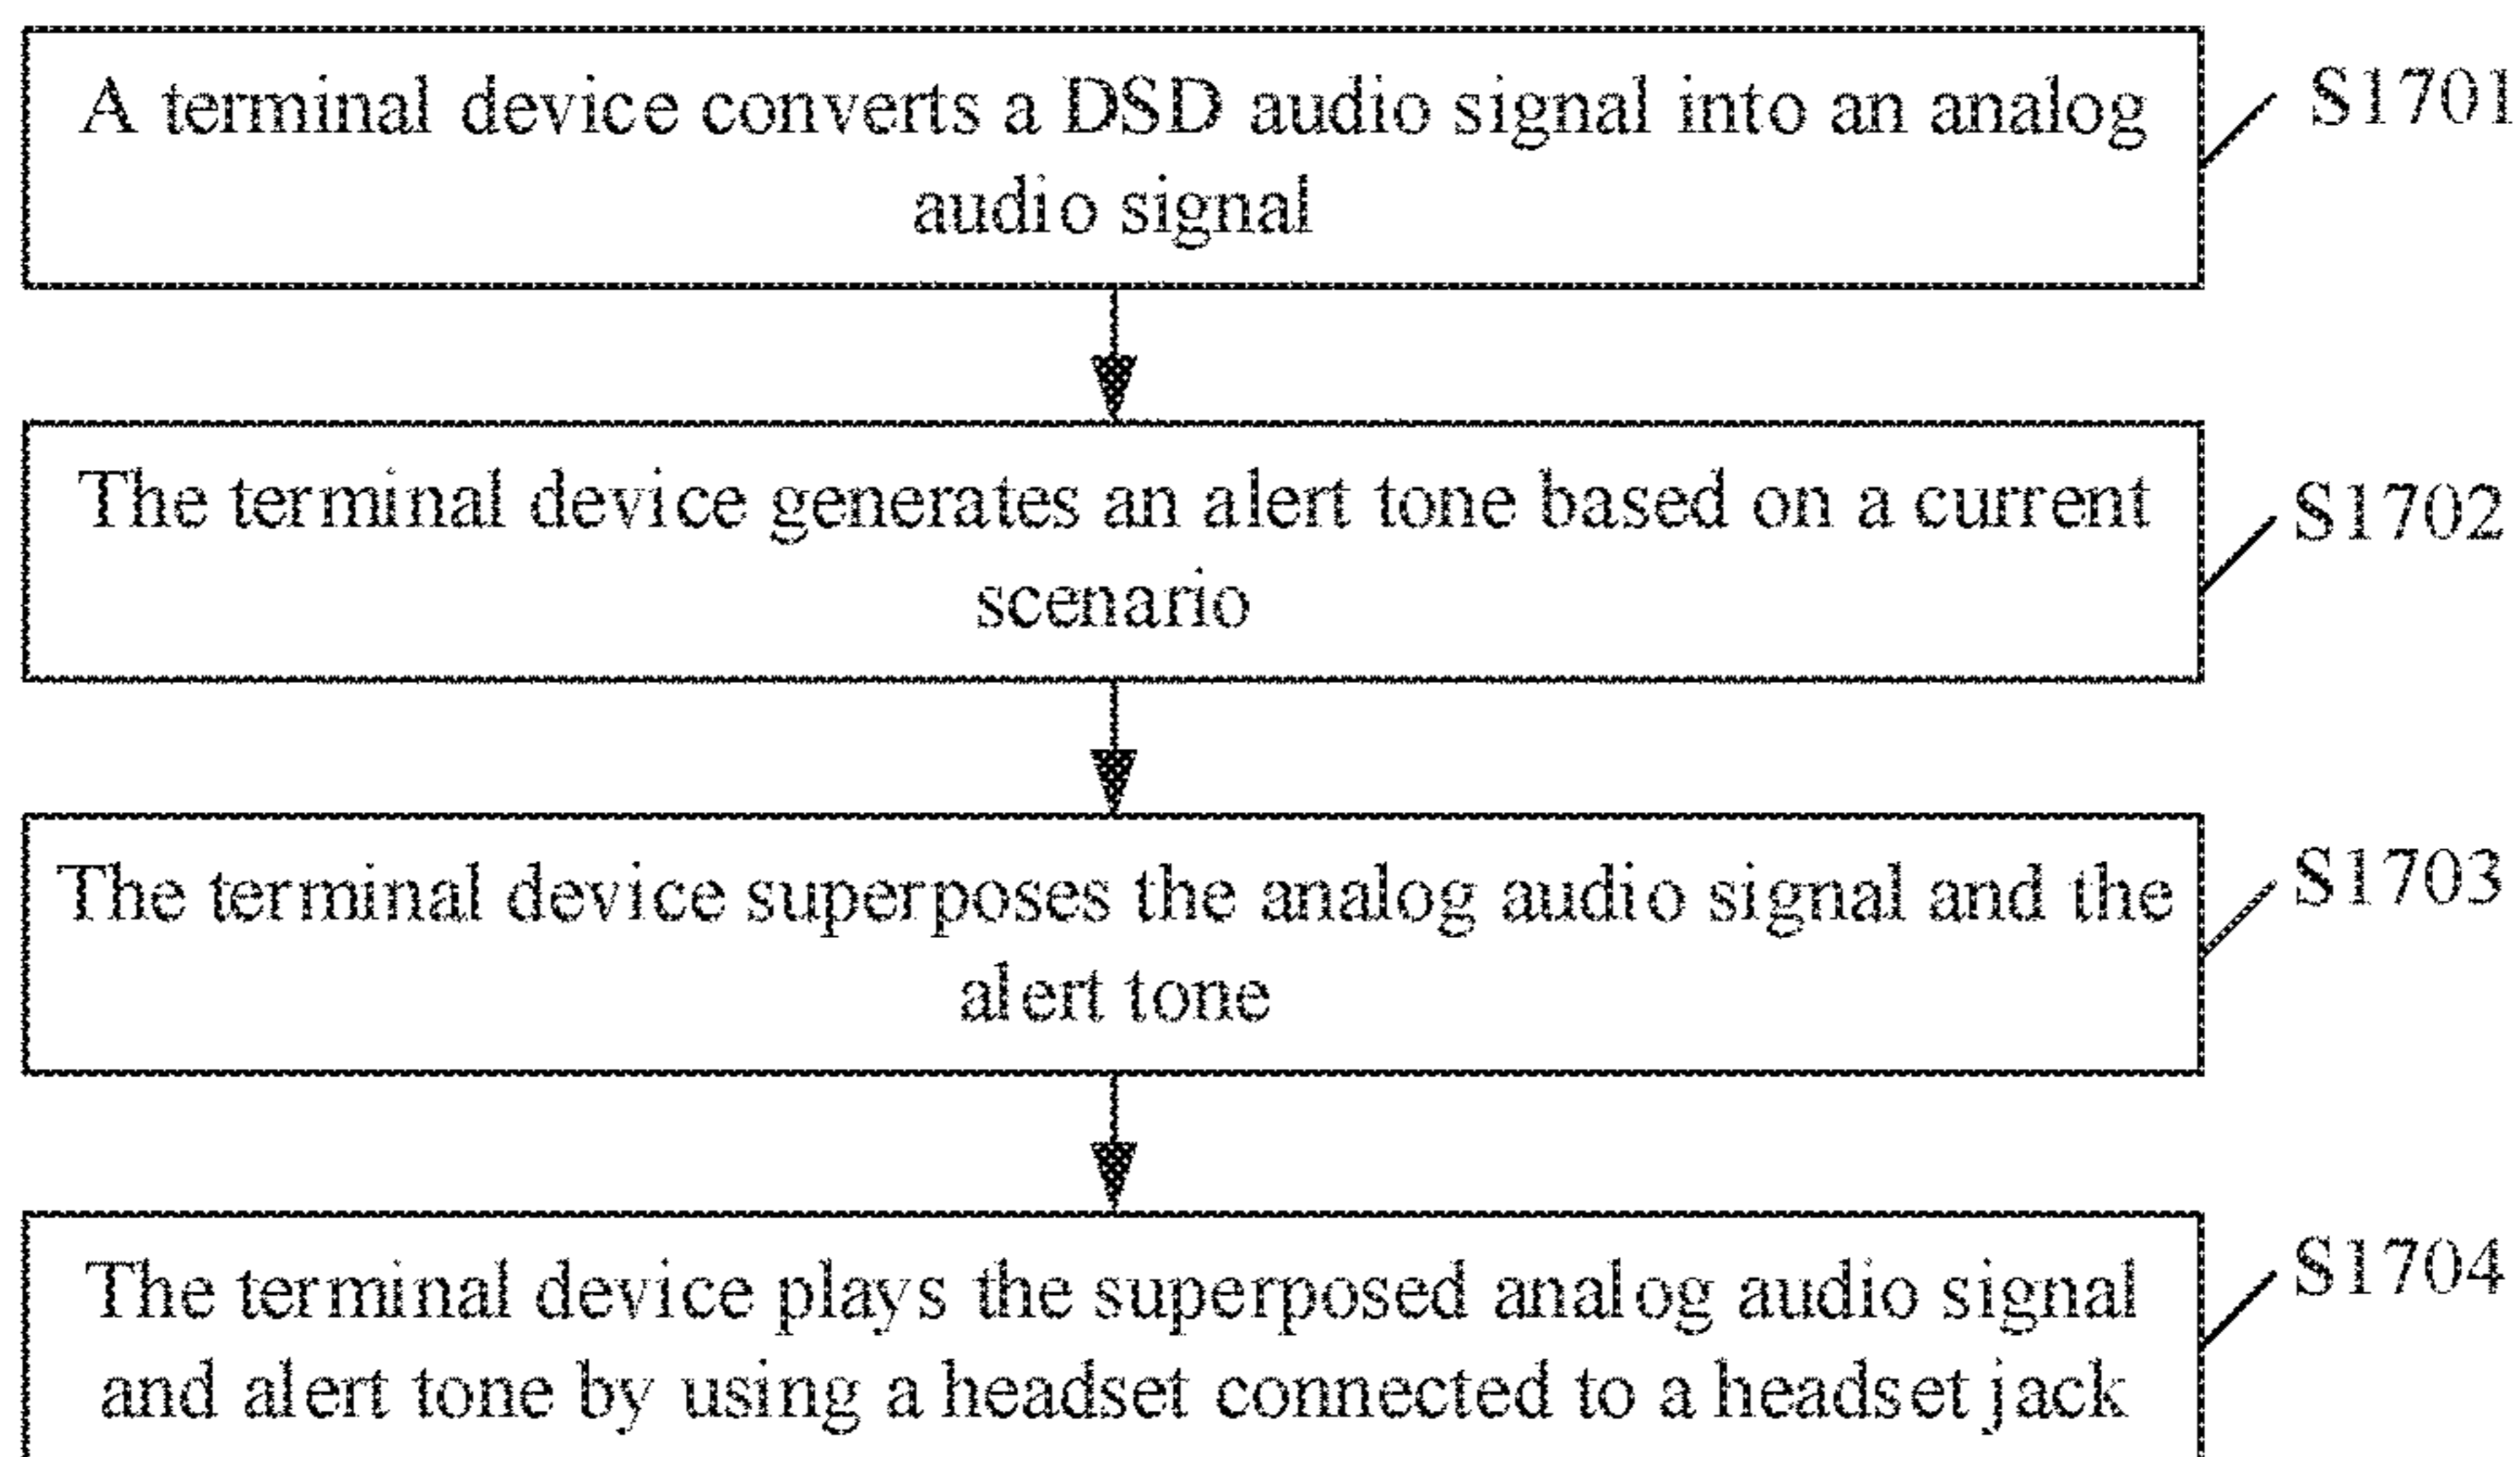 A terminal device converts a DSD audio signal into an analog
audio signal
S1701
The terminal device generates an alert tone based on a current
scenario
S1702
The terminal device superposes the analog audio signal and the
alert tone
S1703
The terminal device plays the superposed analog audio signal
and alert tone by using a headset connected to a headset jack
S1704